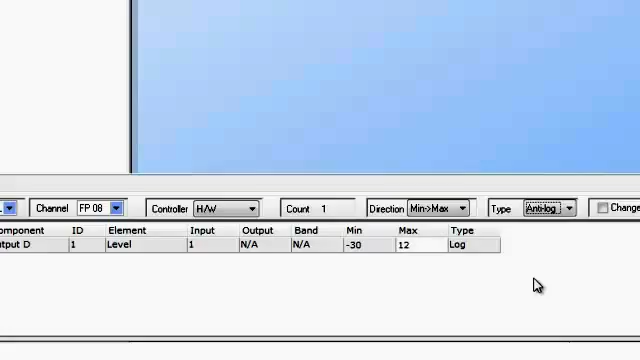 Channel FP 08 Controller H/W Count 1 Direction Min->Max Type Anti-log Change
omponent ID Element Input Output Band Min Max Type
utput D 1 Level 1 N/A N/A -30 12 Log